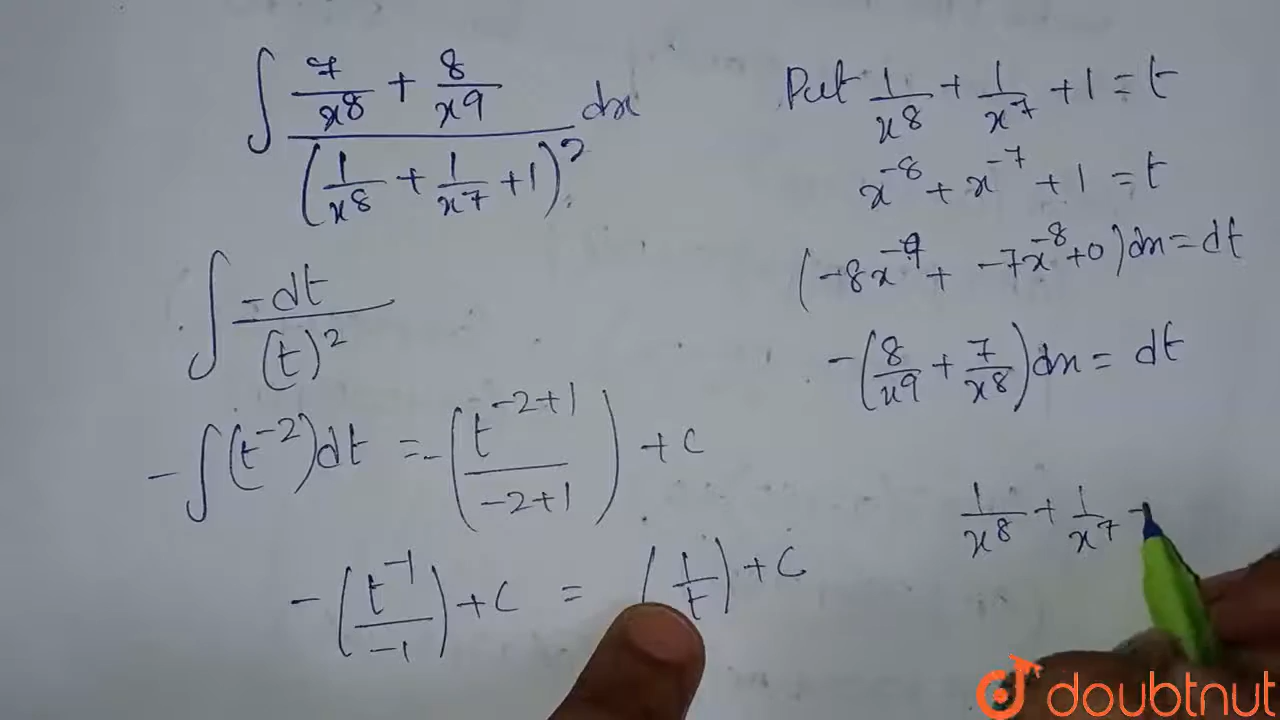 ∫ (7/x⁸ + 8/x⁹) / (1/x⁸ + 1/x⁷ + 1)² dx
∫ -dt / (t)²
-∫(t⁻²)dt = -(t⁻²⁺¹ / -2+1) + C
-(t⁻¹ / -1) + C = (1/t) + C
Put 1/x⁸ + 1/x⁷ + 1 = t
x⁻⁸ + x⁻⁷ + 1 = t
(-8x⁻⁹ + -7x⁻⁸ + 0)dx = dt
-(8/x⁹ + 7/x⁸)dx = dt
1/x⁸ + 1/x⁷ -
doubtnut